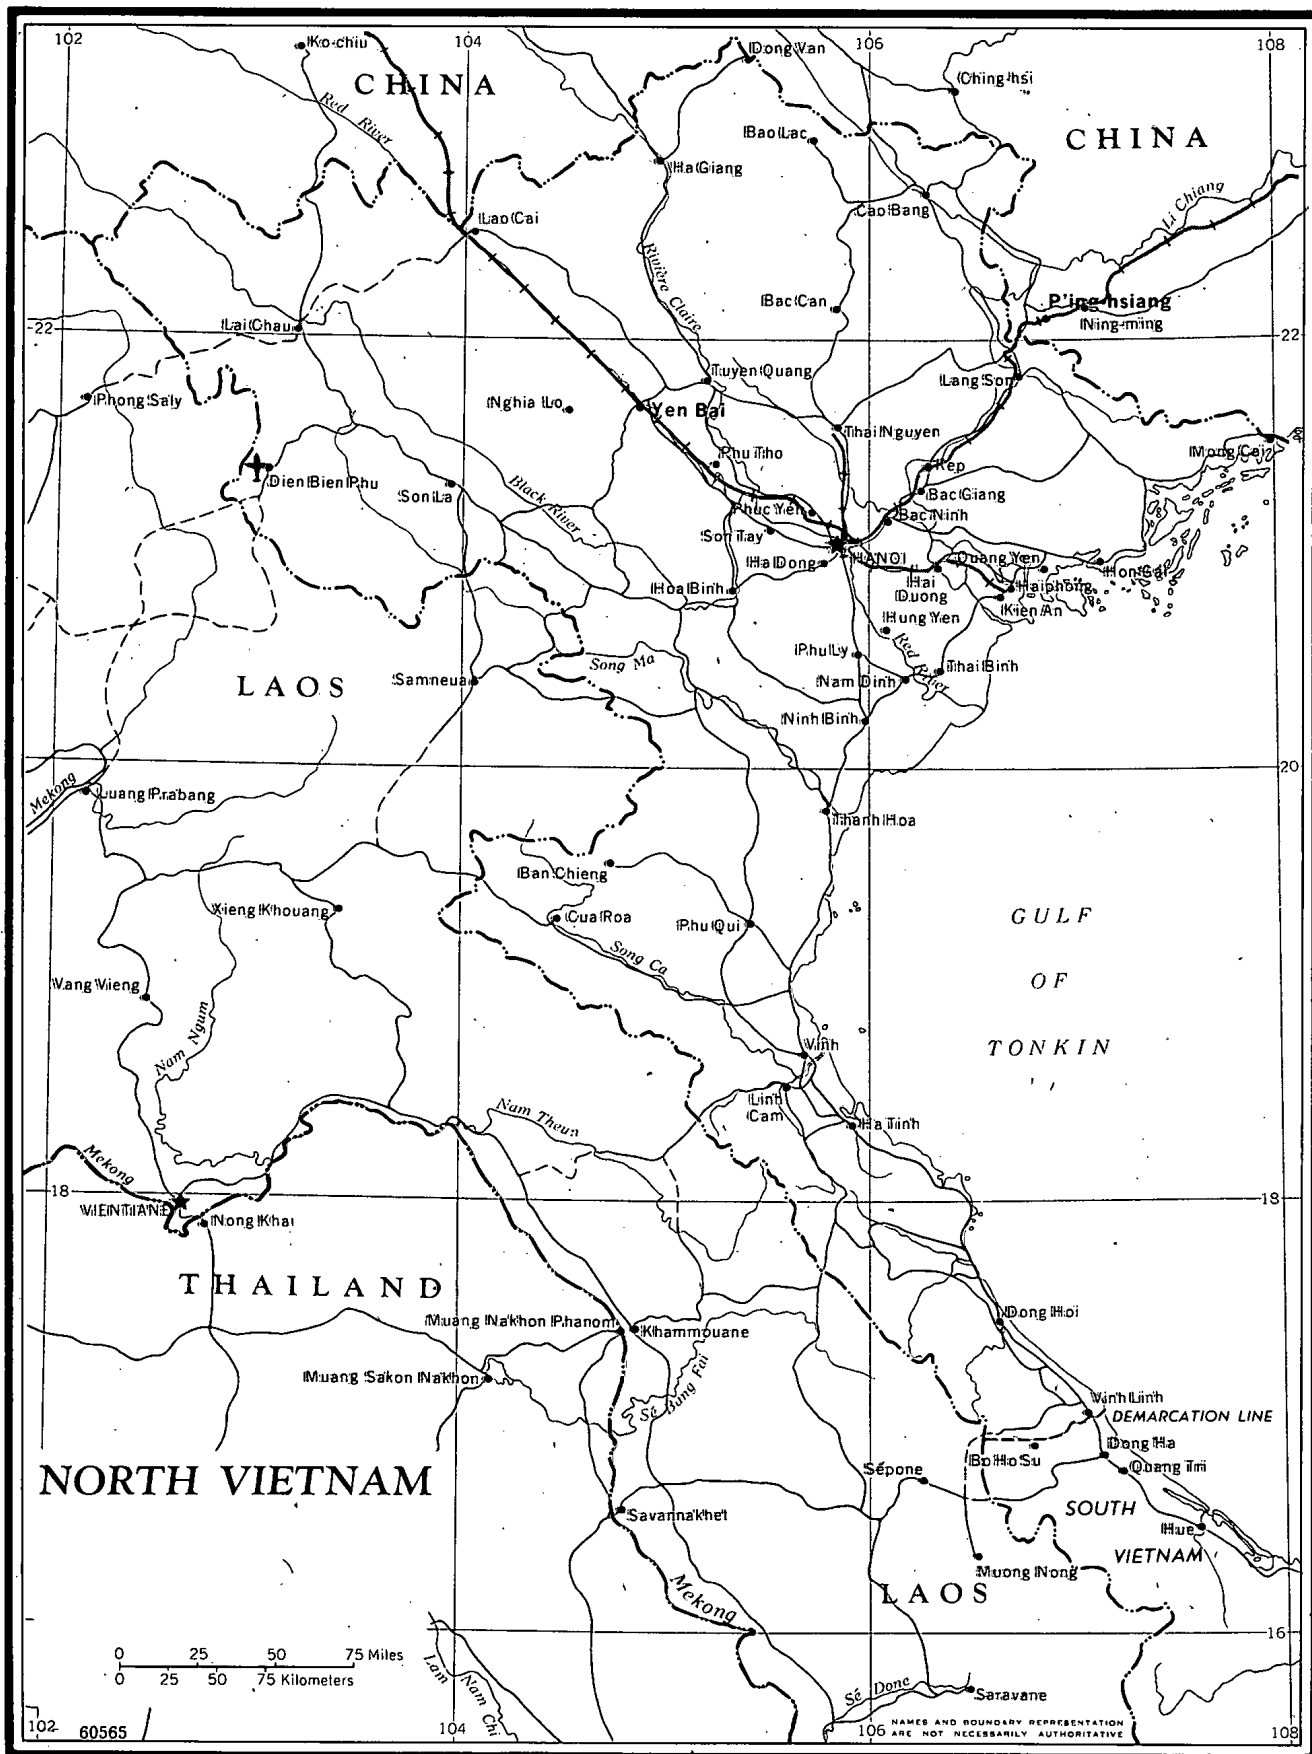 102
104
106
108
Ko-chiu
Dong Van
CHINA
Ching-hsi
Red River
Bao Lac
CHINA
Ha Giang
Cao Bang
Li Chiang
Lao Cai
Rivière Claire
Bac Can
P'ing-hsiang
Lai Chau
Ning-ming
22
22
Tuyen Quang
Lang Son
Phong Saly
Nghia Lo
Yen Bai
Thai Nguyen
Mong Cai
Phu Tho
Kep
Dien Bien Phu
Son La
Black River
Bac Giang
Phuc Yen
Bac Ninh
Son Tay
HANOI
Quang Yen
Ha Dong
Hon Gai
Hai Duong
Haiphong
Hoa Binh
Kien An
Hung Yen
Red River
Phu Ly
Song Ma
Thai Binh
LAOS
Samneua
Nam Dinh
Ninh Binh
20
Mekong
Luang Prabang
Thanh Hoa
Ban Chieng
Xieng Khouang
Cua Roa
Phu Qui
GULF
OF
TONKIN
Song Ca
Vang Vieng
Nam Ngum
Vinh
Linh Cam
Nam Theun
Ha Tinh
Mekong
18
18
VIENTIANE
Nong Khai
THAILAND
Dong Hoi
Muang Nakhon Phanom
Khammouane
Muang Sakon Nakhon
Sé Bang Fai
Vinh Linh
DEMARCATION LINE
Dong Ha
Bo Ho Su
Quang Tri
NORTH VIETNAM
Sépone
SOUTH
VIETNAM
Savannakhet
Hue
Muong Nong
Mekong
LAOS
16
0 25 50 75 Miles
0 25 50 75 Kilometers
Lam
Nam Chi
Sé Done
Saravane
NAMES AND BOUNDARY REPRESENTATION
ARE NOT NECESSARILY AUTHORITATIVE
102
60565
104
106
108